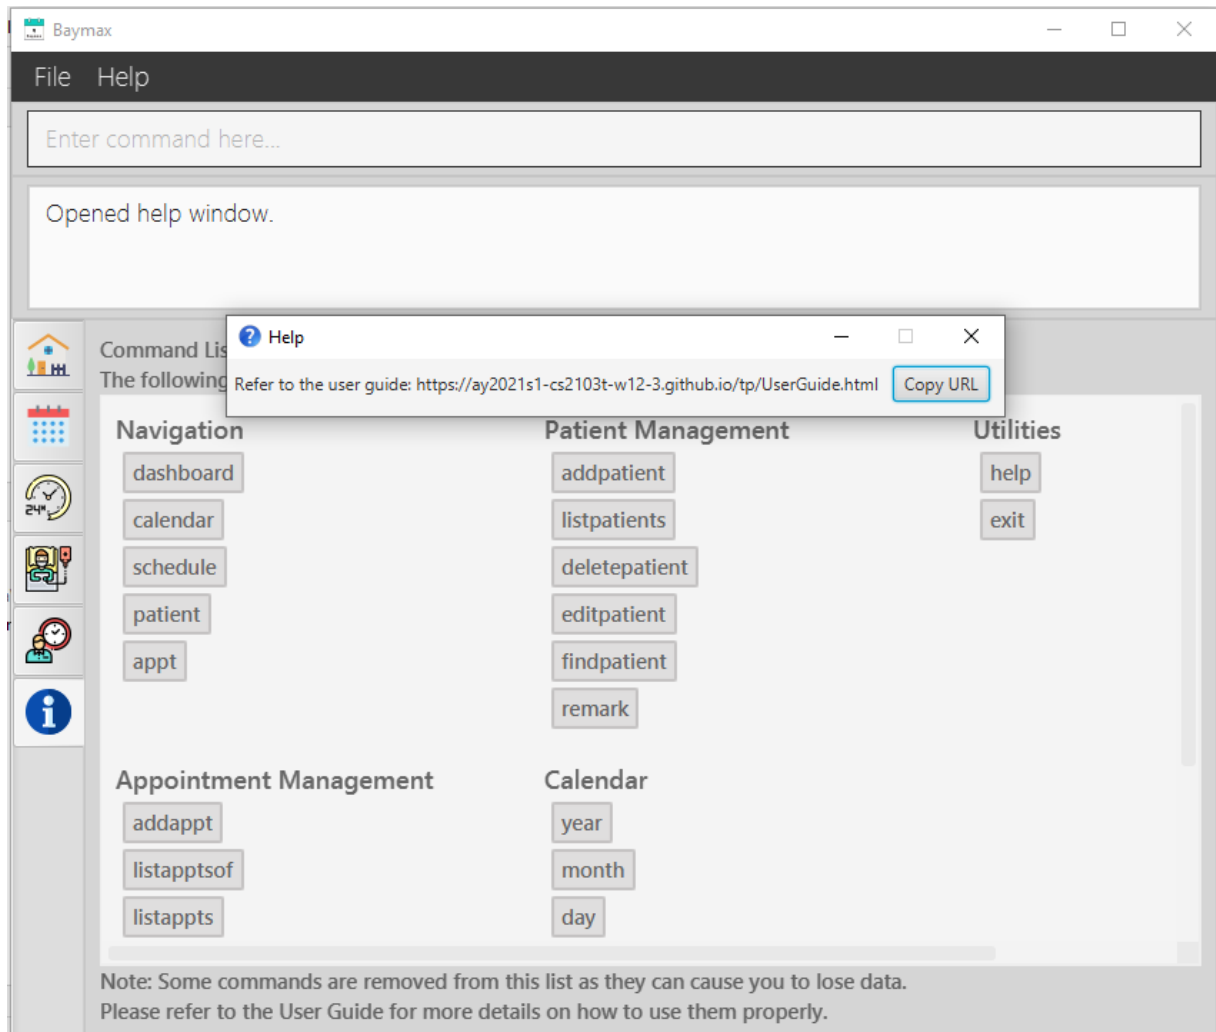 Baymax
File Help
Enter command here...
Opened help window.
Help
Refer to the user guide: https://ay2021s1-cs2103t-w12-3.github.io/tp/UserGuide.html Copy URL
Command Lis
The following
Navigation
dashboard
calendar
schedule
patient
appt
Patient Management
addpatient
listpatients
deletepatient
editpatient
findpatient
remark
Utilities
help
exit
Appointment Management
addappt
listapptsof
listappts
Calendar
year
month
day
Note: Some commands are removed from this list as they can cause you to lose data.
Please refer to the User Guide for more details on how to use them properly.
24H